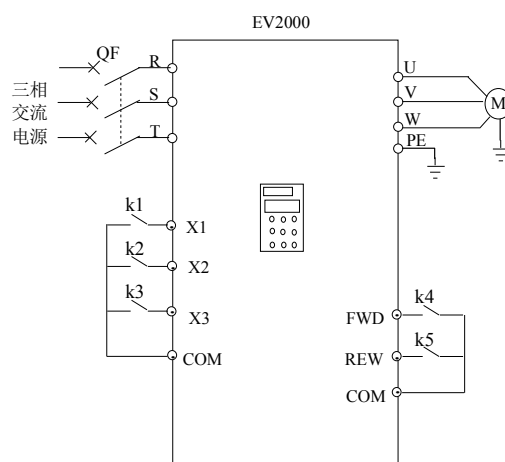 EV2000
QF
R
三相
交流
电源
S
T
U
V
W
PE
M
k1
X1
k2
X2
k3
X3
COM
k4
FWD
k5
REW
COM